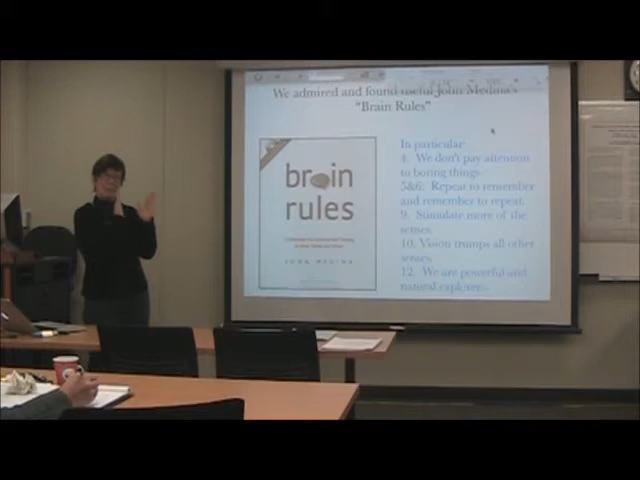 We admired and found useful John Medina's
"Brain Rules"
In particular
4. We don't pay attention
to boring things.
5&6. Repeat to remember
and remember to repeat.
9. Stimulate more of the
senses.
10. Vision trumps all other
senses.
12. We are powerful and
natural explorers.
brain
rules
JOHN MEDINA